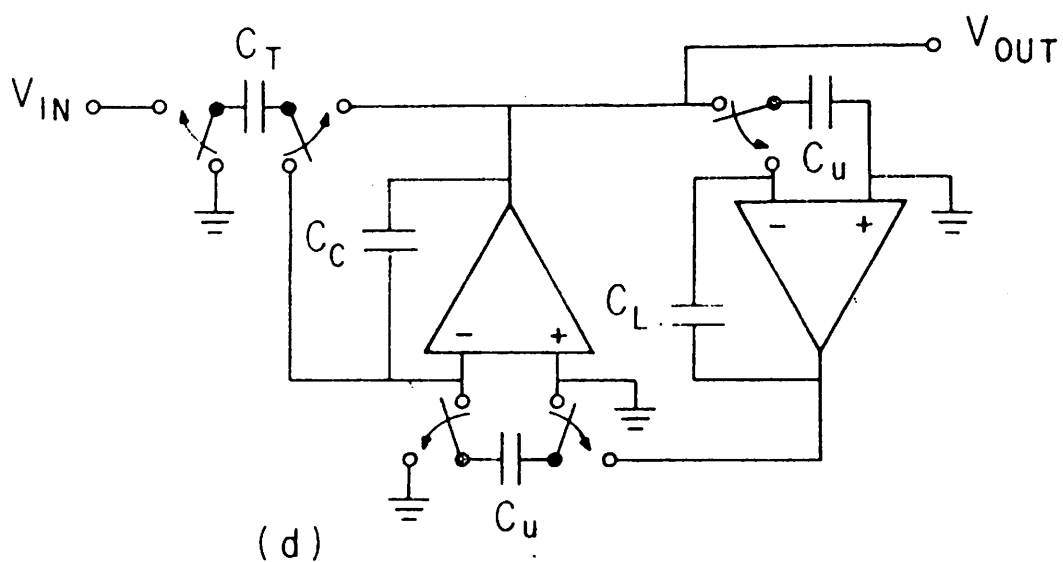 C_T
V_OUT
V_IN
C_u
C_C
- +
C_L
- +
C_u
(d)